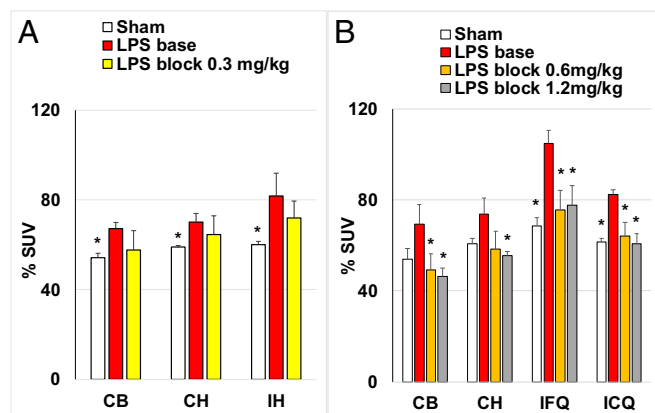 A
Sham
LPS base
LPS block 0.3 mg/kg
120
80
40
0
% SUV
* * *
CB CH IH
B
Sham
LPS base
LPS block 0.6mg/kg
LPS block 1.2mg/kg
120
80
40
0
% SUV
* * * * * * * * *
CB CH IFQ ICQ